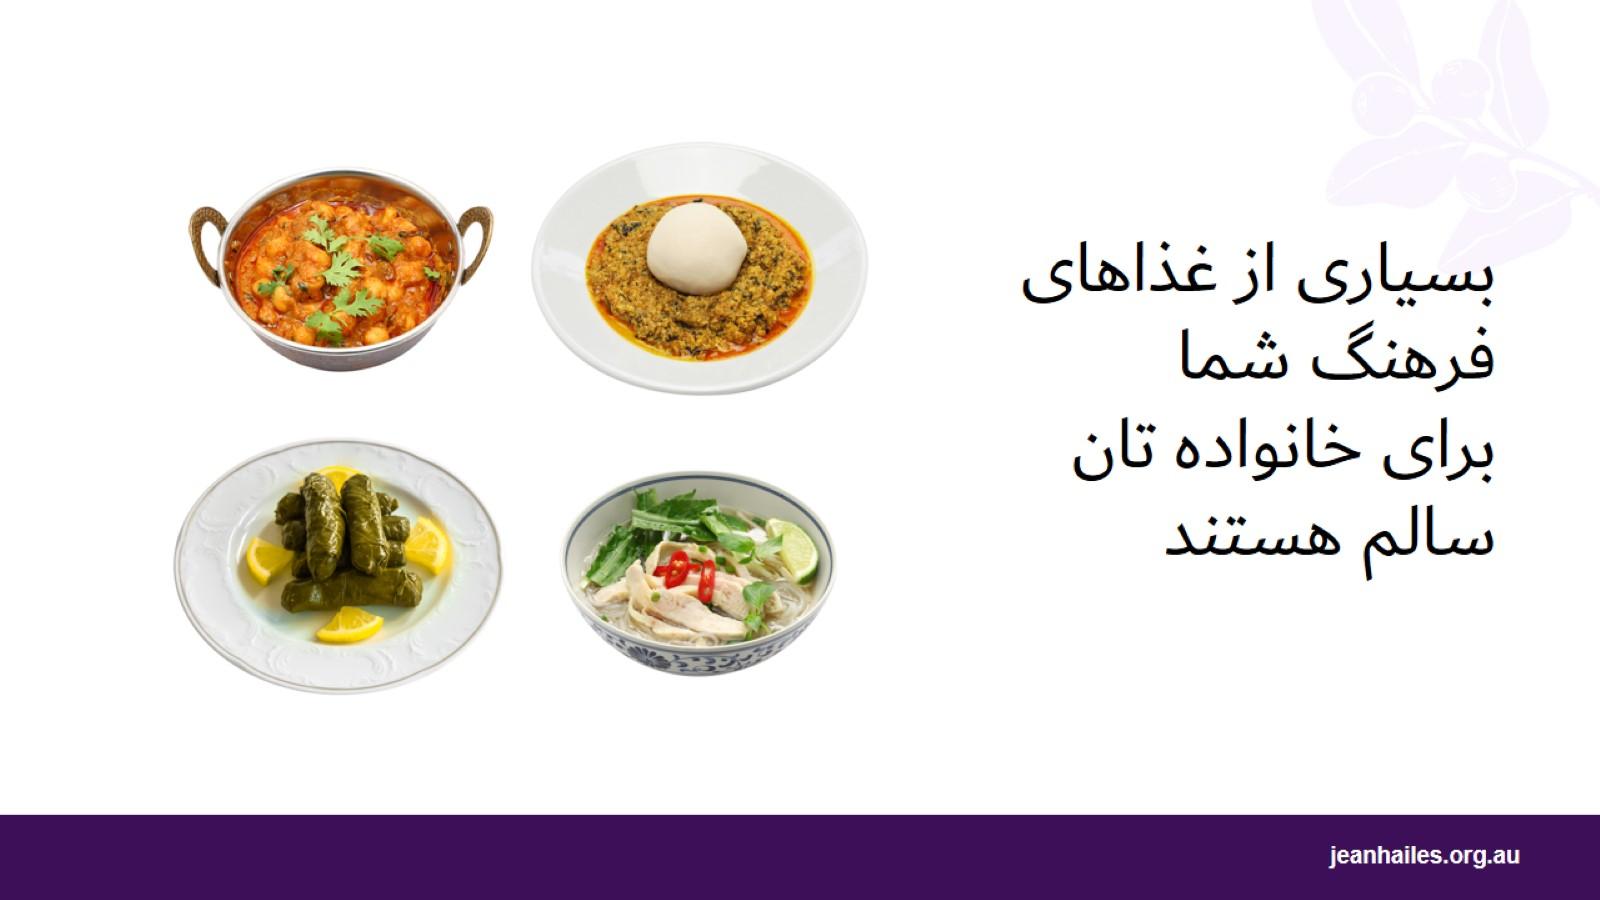 بسیاری از غذاهای
فرهنگ شما
برای خانواده تان
سالم هستند
jeanhailes.org.au